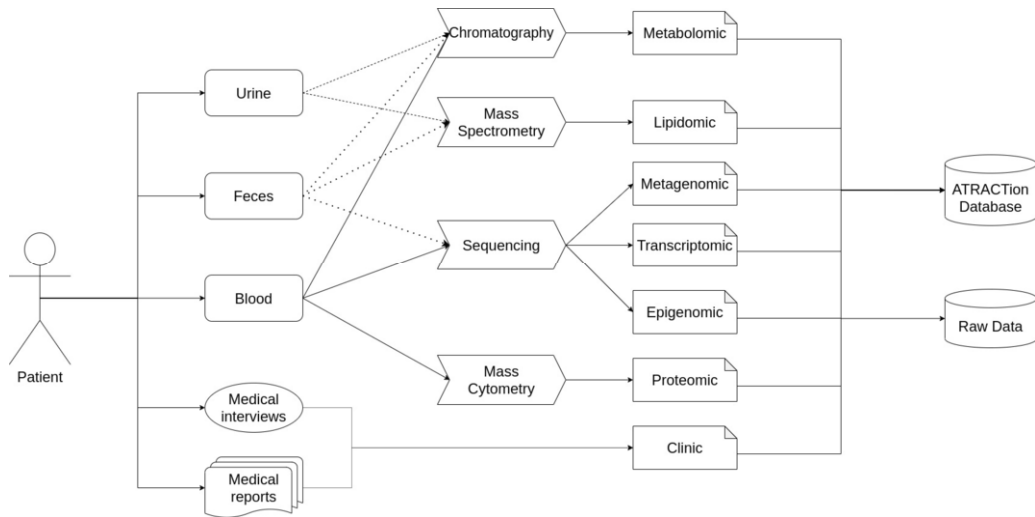 Chromatography
Metabolomic
Urine
Mass
Spectrometry
Lipidomic
Feces
Metagenomic
ATRACTion
Database
Sequencing
Transcriptomic
Blood
Epigenomic
Raw Data
Patient
Mass
Cytometry
Proteomic
Medical
interviews
Clinic
Medical
reports